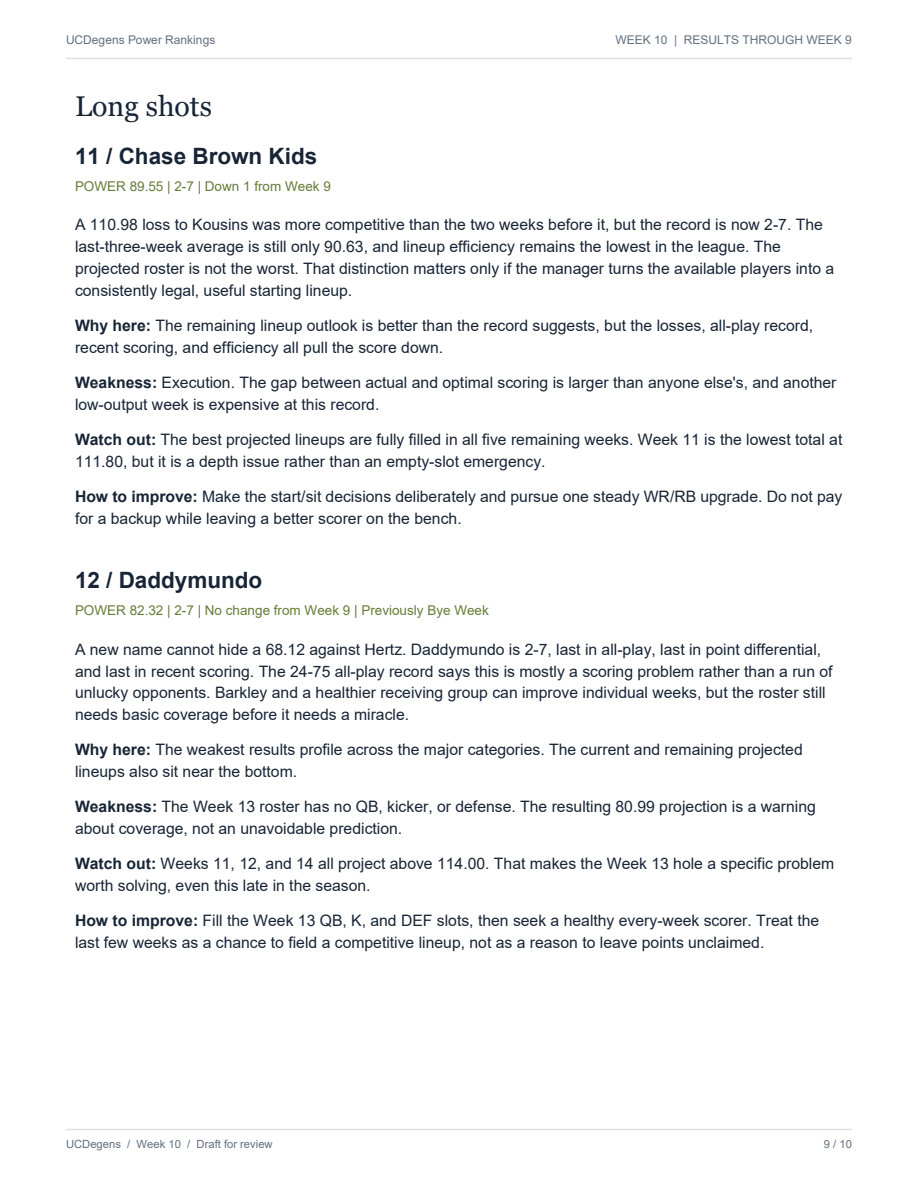 UCDegens Power Rankings
WEEK 10 | RESULTS THROUGH WEEK 9
Long shots
11 / Chase Brown Kids
POWER 89.55 | 2-7 | Down 1 from Week 9
A 110.98 loss to Kousins was more competitive than the two weeks before it, but the record is now 2-7. The
last-three-week average is still only 90.63, and lineup efficiency remains the lowest in the league. The
projected roster is not the worst. That distinction matters only if the manager turns the available players into a
consistently legal, useful starting lineup.
Why here: The remaining lineup outlook is better than the record suggests, but the losses, all-play record,
recent scoring, and efficiency all pull the score down.
Weakness: Execution. The gap between actual and optimal scoring is larger than anyone else's, and another
low-output week is expensive at this record.
Watch out: The best projected lineups are fully filled in all five remaining weeks. Week 11 is the lowest total at
111.80, but it is a depth issue rather than an empty-slot emergency.
How to improve: Make the start/sit decisions deliberately and pursue one steady WR/RB upgrade. Do not pay
for a backup while leaving a better scorer on the bench.
12 / Daddymundo
POWER 82.32 | 2-7 | No change from Week 9 | Previously Bye Week
A new name cannot hide a 68.12 against Hertz. Daddymundo is 2-7, last in all-play, last in point differential,
and last in recent scoring. The 24-75 all-play record says this is mostly a scoring problem rather than a run of
unlucky opponents. Barkley and a healthier receiving group can improve individual weeks, but the roster still
needs basic coverage before it needs a miracle.
Why here: The weakest results profile across the major categories. The current and remaining projected
lineups also sit near the bottom.
Weakness: The Week 13 roster has no QB, kicker, or defense. The resulting 80.99 projection is a warning
about coverage, not an unavoidable prediction.
Watch out: Weeks 11, 12, and 14 all project above 114.00. That makes the Week 13 hole a specific problem
worth solving, even this late in the season.
How to improve: Fill the Week 13 QB, K, and DEF slots, then seek a healthy every-week scorer. Treat the
last few weeks as a chance to field a competitive lineup, not as a reason to leave points unclaimed.
UCDegens / Week 10 / Draft for review
9 / 10